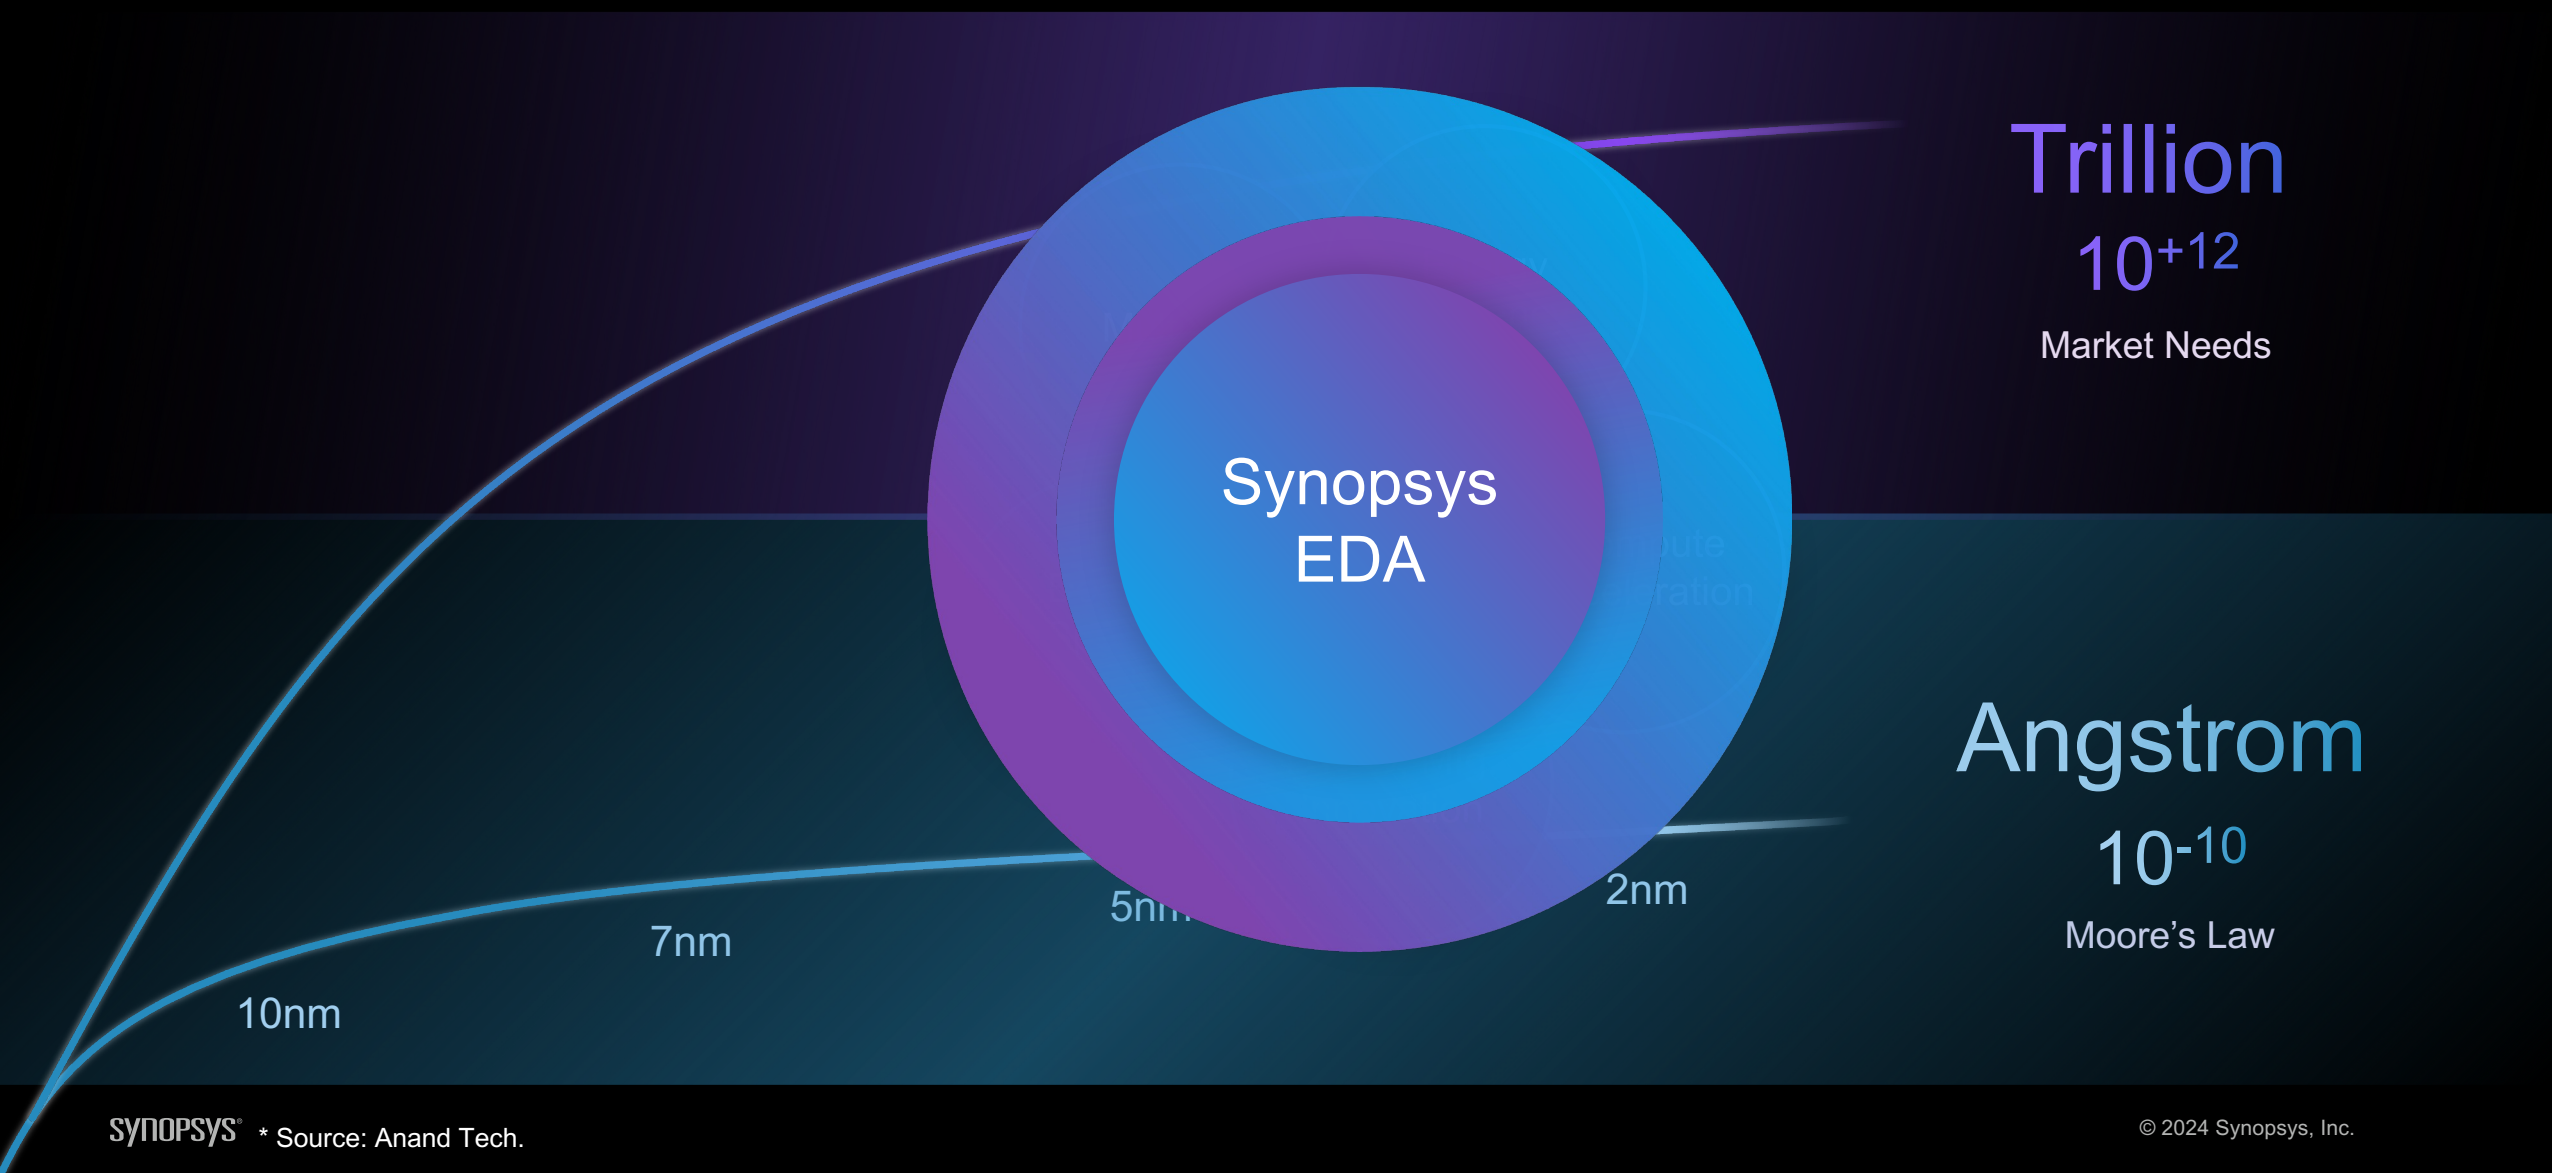 Trillion
10+12
Market Needs
Synopsys
EDA
Angstrom
10-10
Moore's Law
2nm
7nm
10nm
SYNOPSYS®
* Source: Anand Tech.
© 2024 Synopsys, Inc.